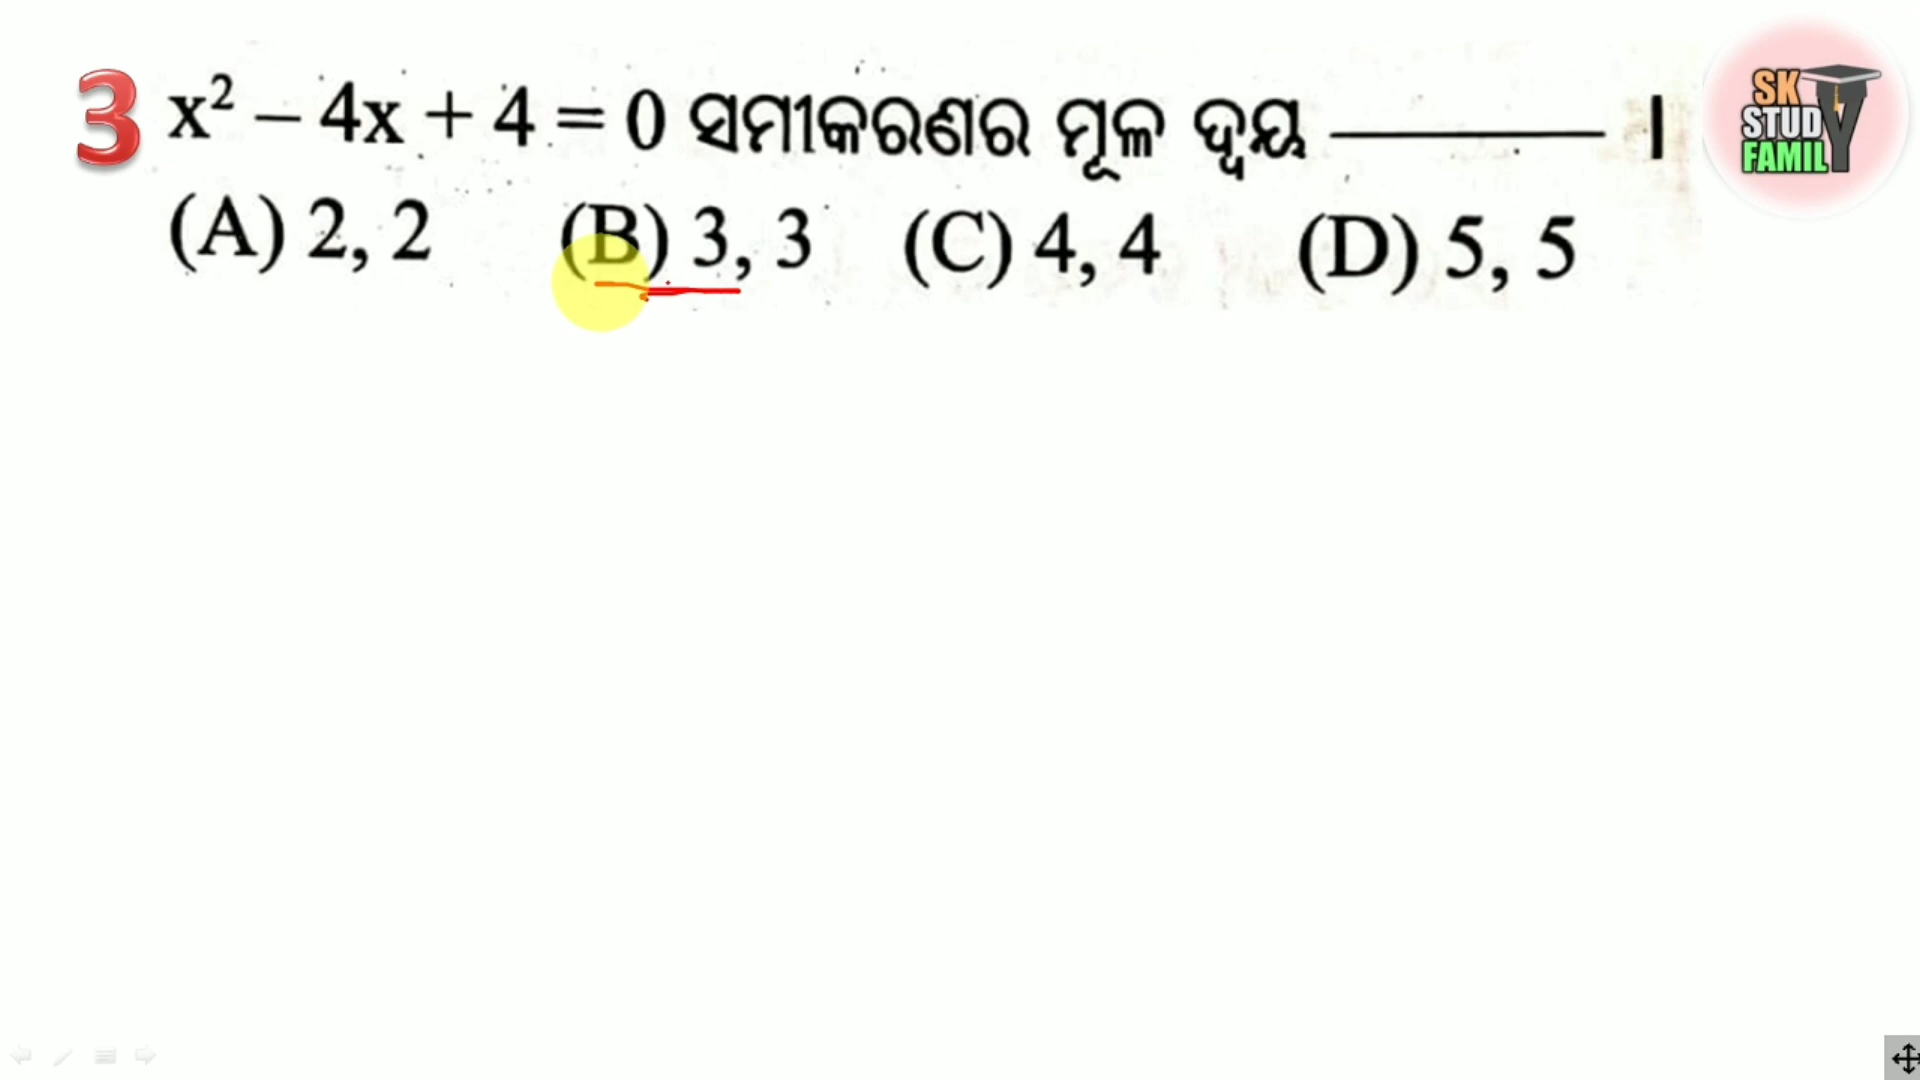 3 x² – 4x + 4 = 0 ସମୀକରଣର ମୂଳ ଦ୍ୱୟ ________ ।
(A) 2, 2 (B) 3, 3 (C) 4, 4 (D) 5, 5
SK
STUDY
FAMILY